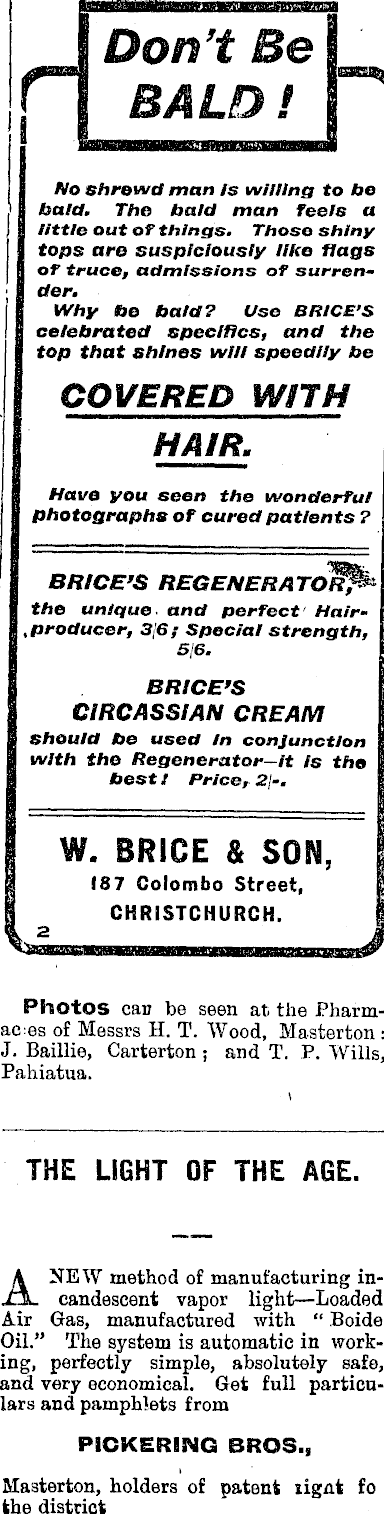 Don't Be
BALD!
No shrewd man is willing to be
bald. The bald man feels a
little out of things. Those shiny
tops are suspiciously like flags
of truce, admissions of surren-
der.
Why be bald? Use BRICE'S
celebrated specifics, and the
top that shines will speedily be
COVERED WITH
HAIR.
Have you seen the wonderful
photographs of cured patients?
BRICE'S REGENERATOR,
the unique and perfect Hair-
producer, 3/6; Special strength,
5/6.
BRICE'S
CIRCASSIAN CREAM
should be used in conjunction
with the Regenerator—it is the
best! Price, 2/-.
W. BRICE & SON,
187 Colombo Street,
CHRISTCHURCH.
2
Photos can be seen at the Pharm-
acies of Messrs H. T. Wood, Masterton:
J. Baillie, Carterton; and T. P. Wills,
Pahiatua.
THE LIGHT OF THE AGE.
A NEW method of manufacturing in-
candescent vapor light—Loaded
Air Gas, manufactured with "Boide
Oil." The system is automatic in work-
ing, perfectly simple, absolutely safe,
and very economical. Get full particu-
lars and pamphlets from
PICKERING BROS.,
Masterton, holders of patent right fo
the district